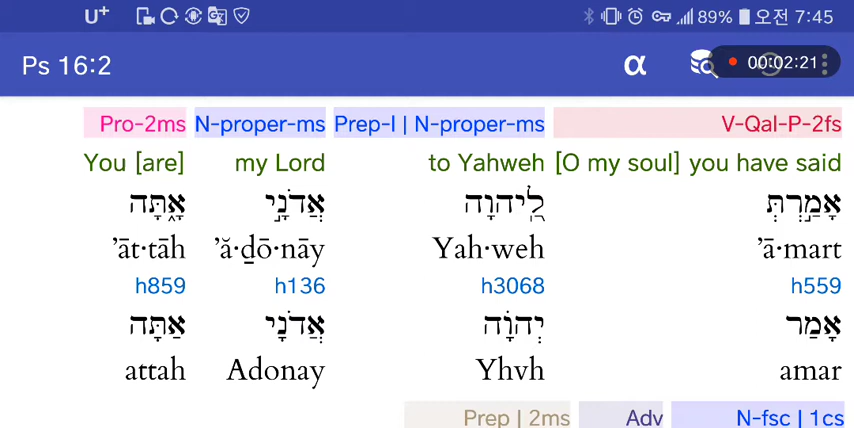 U+ 89% 오전 7:45
Ps 16:2 α 00:02:21
Pro-2ms N-proper-ms Prep-l | N-proper-ms V-Qal-P-2fs
You [are] my Lord to Yahweh [O my soul] you have said
אָמַ֣רְתְּ לַֽ֭יהוָה אֲדֹנָ֣י אָ֑תָּה
’āt·tāh ’ă·ḏō·nāy Yah·weh ’ā·mart
h859 h136 h3068 h559
אָמַר יְהוָֹה אֲדֹנָי אַתָּה
attah Adonay Yhvh amar
Prep | 2ms Adv N-fsc | 1cs